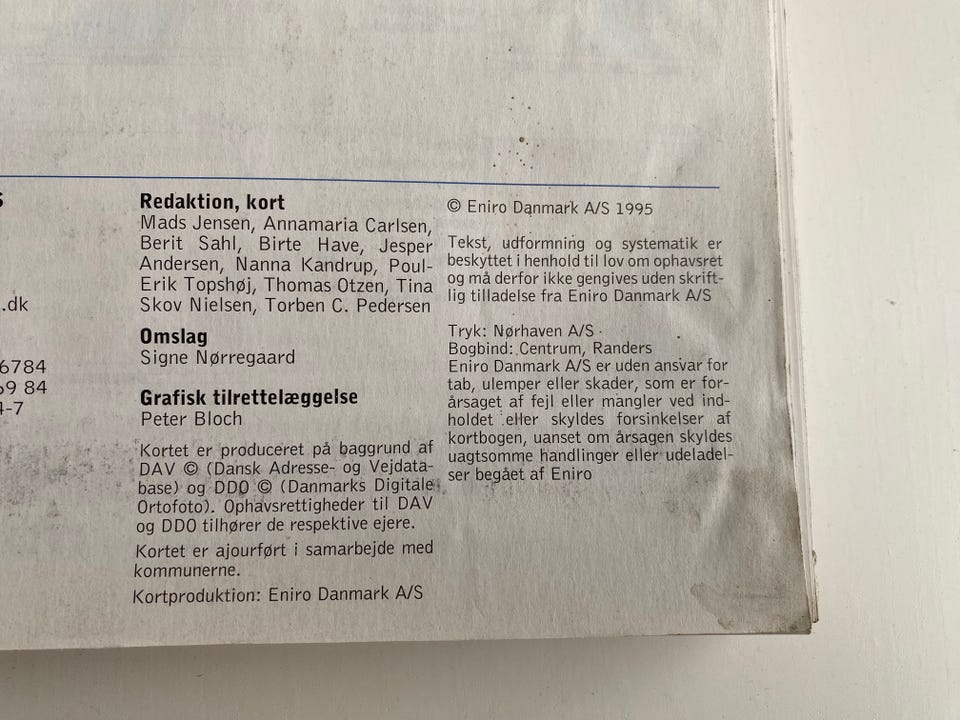 s
.dk
6784
69 84
4-7
Redaktion, kort
Mads Jensen, Annamaria Carlsen,
Berit Sahl, Birte Have, Jesper
Andersen, Nanna Kandrup, Poul-
Erik Topshøj, Thomas Otzen, Tina
Skov Nielsen, Torben C. Pedersen
Omslag
Signe Nørregaard
Grafisk tilrettelæggelse
Peter Bloch
Kortet er produceret på baggrund af
DAV © (Dansk Adresse- og Vejdata-
base) og DDO © (Danmarks Digitale
Ortofoto). Ophavsrettigheder til DAV
og DDO tilhører de respektive ejere.
Kortet er ajourført i samarbejde med
kommunerne.
Kortproduktion: Eniro Danmark A/S
© Eniro Danmark A/S 1995
Tekst, udformning og systematik er
beskyttet i henhold til lov om ophavsret
og må derfor ikke gengives uden skrift-
lig tilladelse fra Eniro Danmark A/S
Tryk: Nørhaven A/S
Bogbind: Centrum, Randers
Eniro Danmark A/S er uden ansvar for
tab, ulemper eller skader, som er for-
årsaget af fejl eller mangler ved ind-
holdet eller skyldes forsinkelser af
kortbogen, uanset om årsagen skyldes
uagtsomme handlinger eller udeladel-
ser begået af Eniro